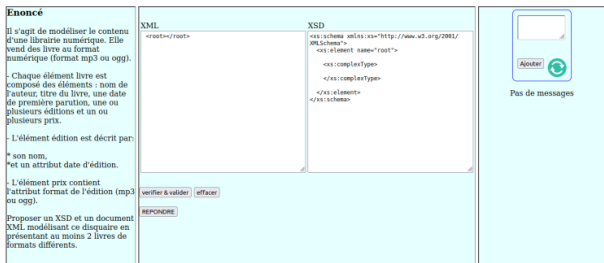 Enoncé
Il s'agit de modéliser le contenu
d'une librairie numérique. Elle
vend des livre au format
numérique (format mp3 ou ogg).
- Chaque élément livre est
composé des éléments : nom de
l'auteur, titre du livre, une date
de première parution, une ou
plusieurs éditions et un ou
plusieurs prix.
- L'élément édition est décrit par:
* son nom,
*et un attribut date d'édition.
- L'élément prix contient
l'attribut format de l'édition (mp3
ou ogg).
Proposer un XSD et un document
XML modélisant ce disquaire en
présentant au moins 2 livres de
formats différents.
XML
<root></root>
XSD
<xs:schema xmlns:xs="http://www.w3.org/2001/
XMLSchema">
<xs:element name="root">
<xs:complexType>
</xs:complexType>
</xs:element>
</xs:schema>
verifier & valider
effacer
REPONDRE
Ajouter
Pas de messages